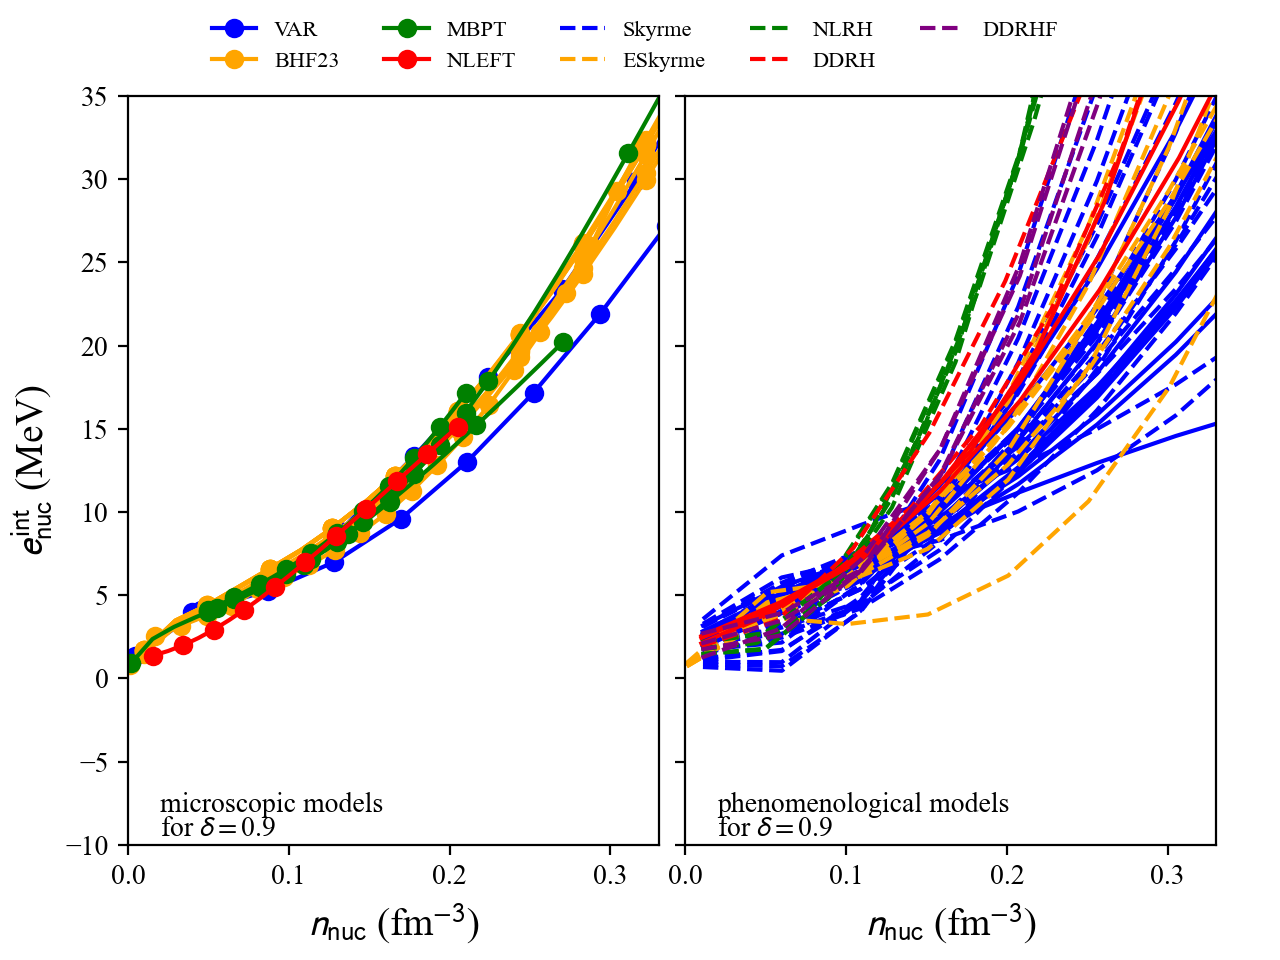 VAR MBPT Skyrme NLRH DDRHF
BHF23 NLEFT ESkyrme DDRH
35
30
25
20
15
10
5
0
−5
−10
e_nuc^int (MeV)
microscopic models
for δ = 0.9
phenomenological models
for δ = 0.9
0.0 0.1 0.2 0.3
0.0 0.1 0.2 0.3
n_nuc (fm⁻³)
n_nuc (fm⁻³)